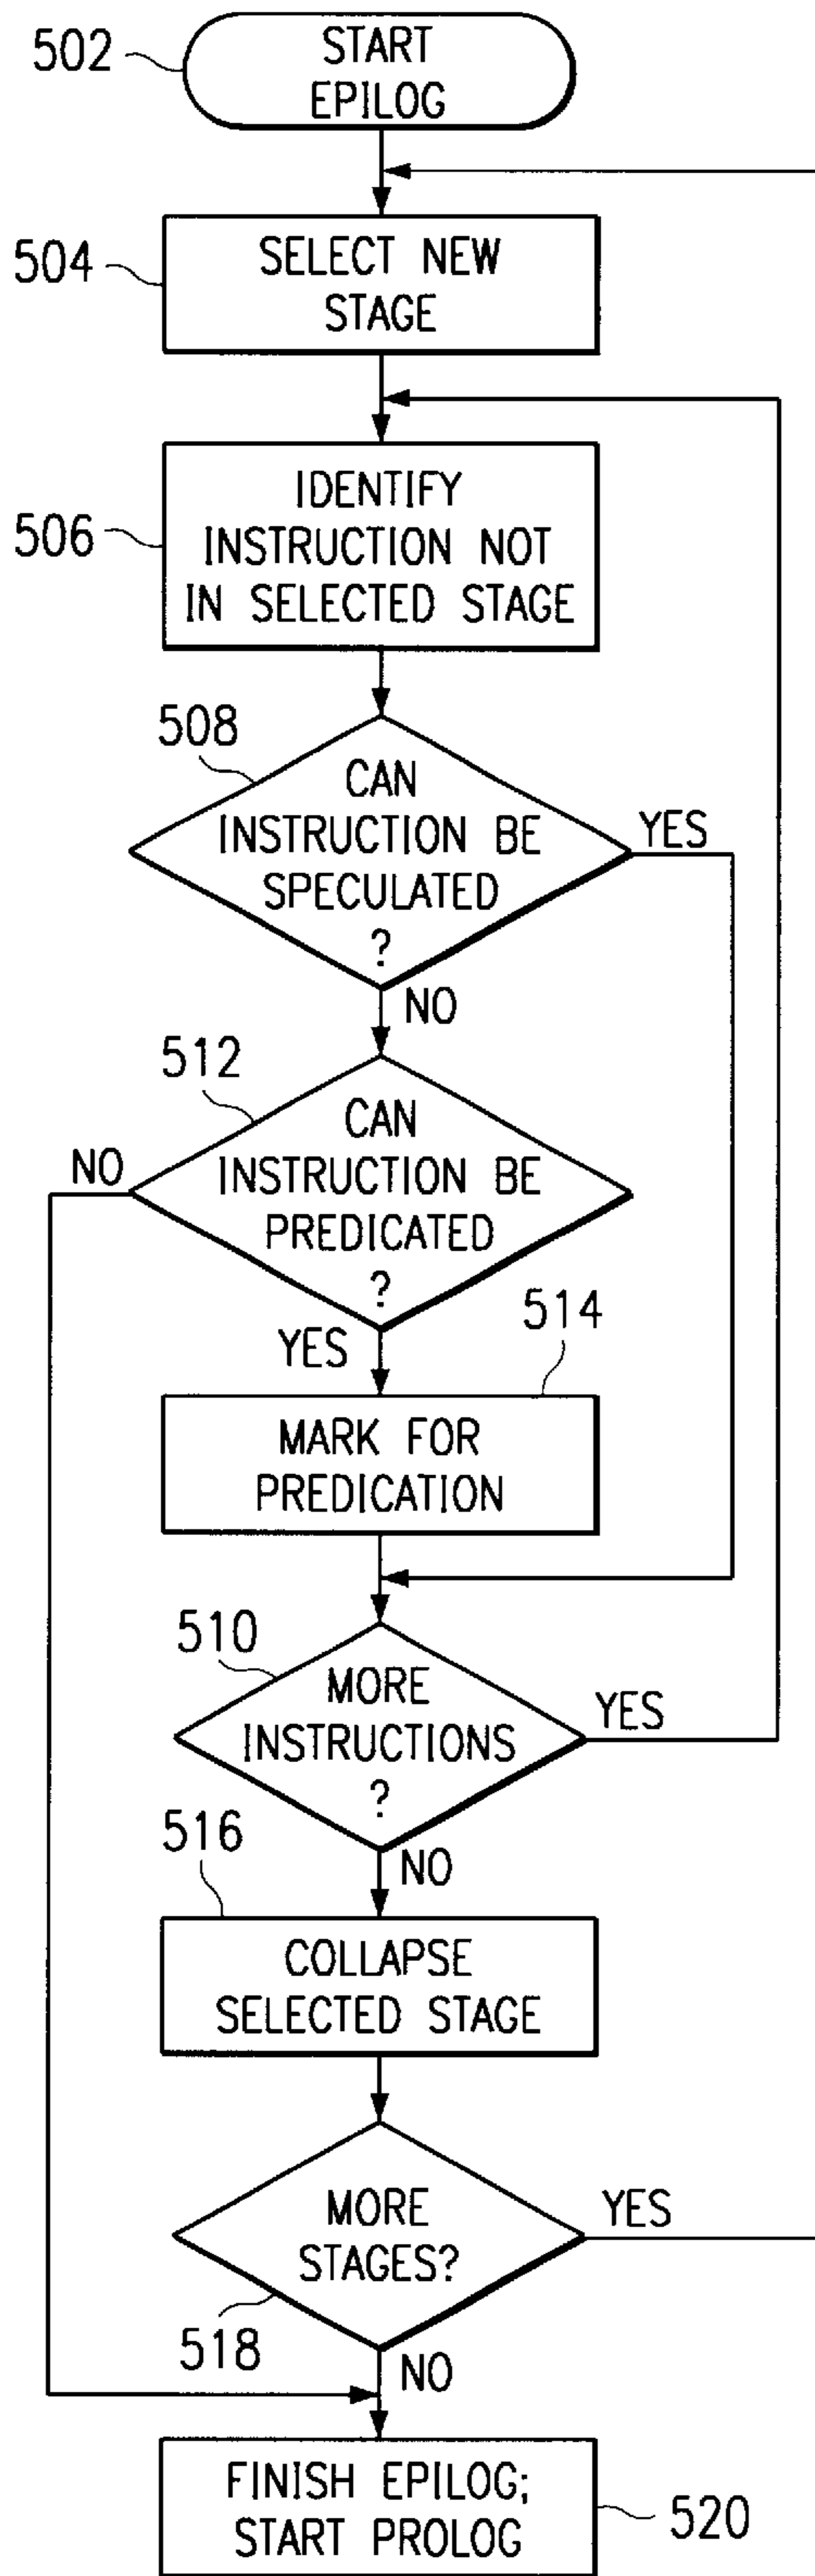 502
START
EPILOG
504
SELECT NEW
STAGE
506
IDENTIFY
INSTRUCTION NOT
IN SELECTED STAGE
508
CAN
INSTRUCTION BE
SPECULATED
?
YES
NO
512
CAN
INSTRUCTION BE
PREDICATED
?
NO
YES
514
MARK FOR
PREDICATION
510
MORE
INSTRUCTIONS
?
YES
NO
516
COLLAPSE
SELECTED STAGE
MORE
STAGES?
YES
518
NO
FINISH EPILOG;
START PROLOG
520